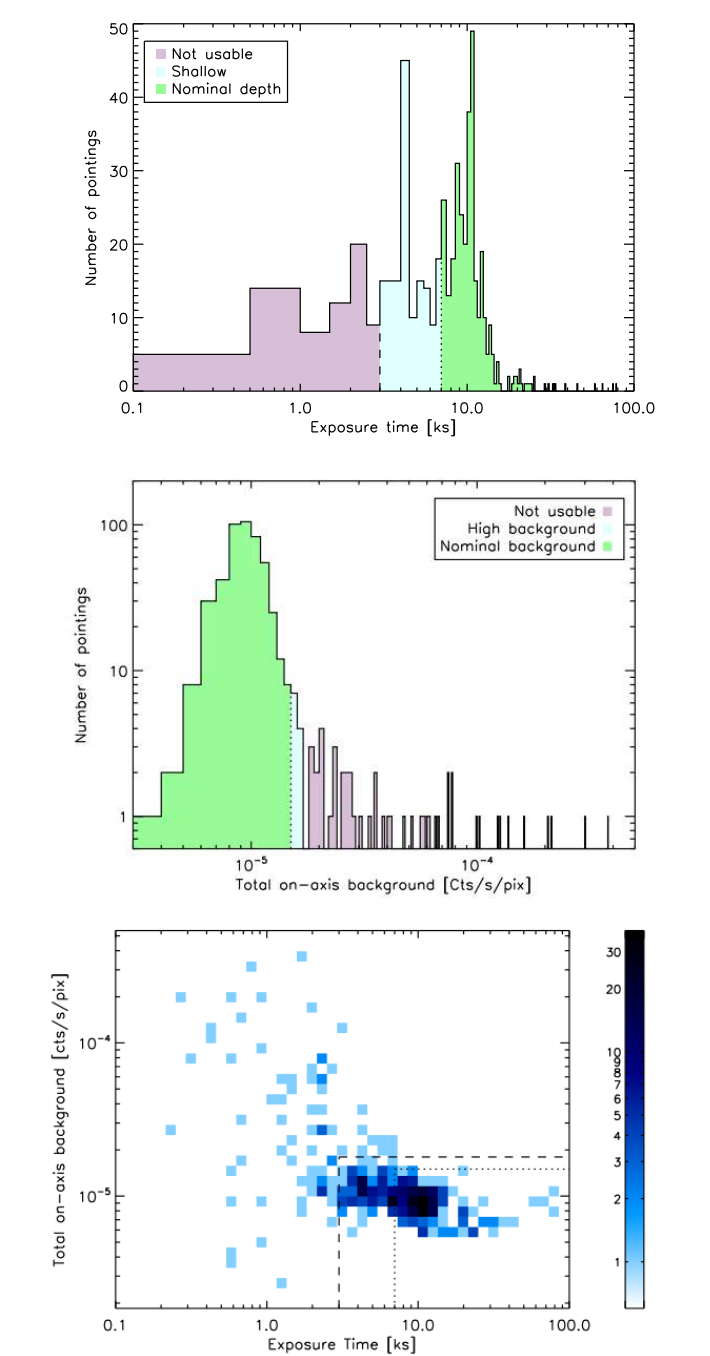 50
40
30
20
10
0
Number of pointings
Not usable
Shallow
Nominal depth
0.1 1.0 10.0 100.0
Exposure time [ks]
100
10
1
Number of pointings
Not usable
High background
Nominal background
10⁻⁵ 10⁻⁴
Total on-axis background [Cts/s/pix]
10⁻⁴
10⁻⁵
Total on-axis background [cts/s/pix]
0.1 1.0 10.0 100.0
Exposure Time [ks]
30
20
10
9
8
7
6
5
4
3
2
1